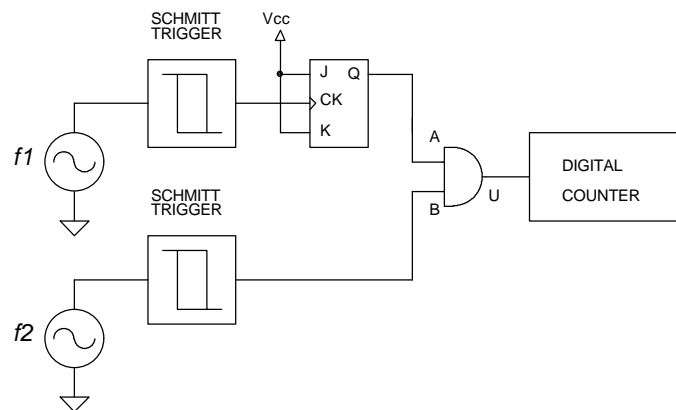 SCHMITT
TRIGGER
Vcc
J Q
CK
K
f1
A
B
U
DIGITAL
COUNTER
SCHMITT
TRIGGER
f2